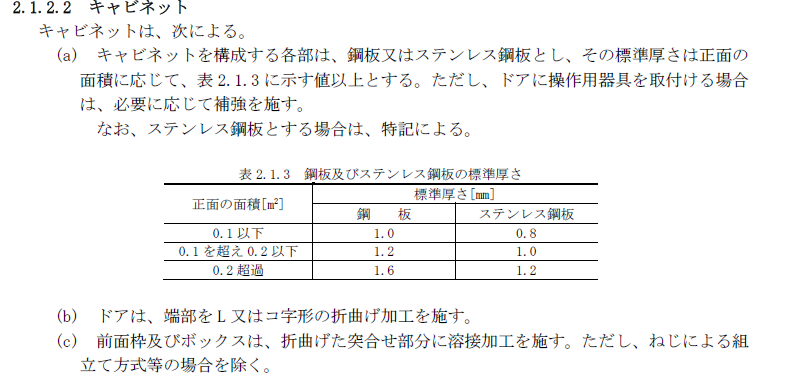 2.1.2.2　キャビネット
キャビネットは、次による。
(a)　キャビネットを構成する各部は、鋼板又はステンレス鋼板とし、その標準厚さは正面の
面積に応じて、表 2.1.3 に示す値以上とする。ただし、ドアに操作用器具を取付ける場合
は、必要に応じて補強を施す。
なお、ステンレス鋼板とする場合は、特記による。
表 2.1.3　鋼板及びステンレス鋼板の標準厚さ
正面の面積[㎡]　標準厚さ[㎜]
鋼　　板　ステンレス鋼板
0.1 以下　1.0　0.8
0.1 を超え 0.2 以下　1.2　1.0
0.2 超過　1.6　1.2
(b)　ドアは、端部をL 又はコ字形の折曲げ加工を施す。
(c)　前面枠及びボックスは、折曲げた突合せ部分に溶接加工を施す。ただし、ねじによる組
立て方式等の場合を除く。